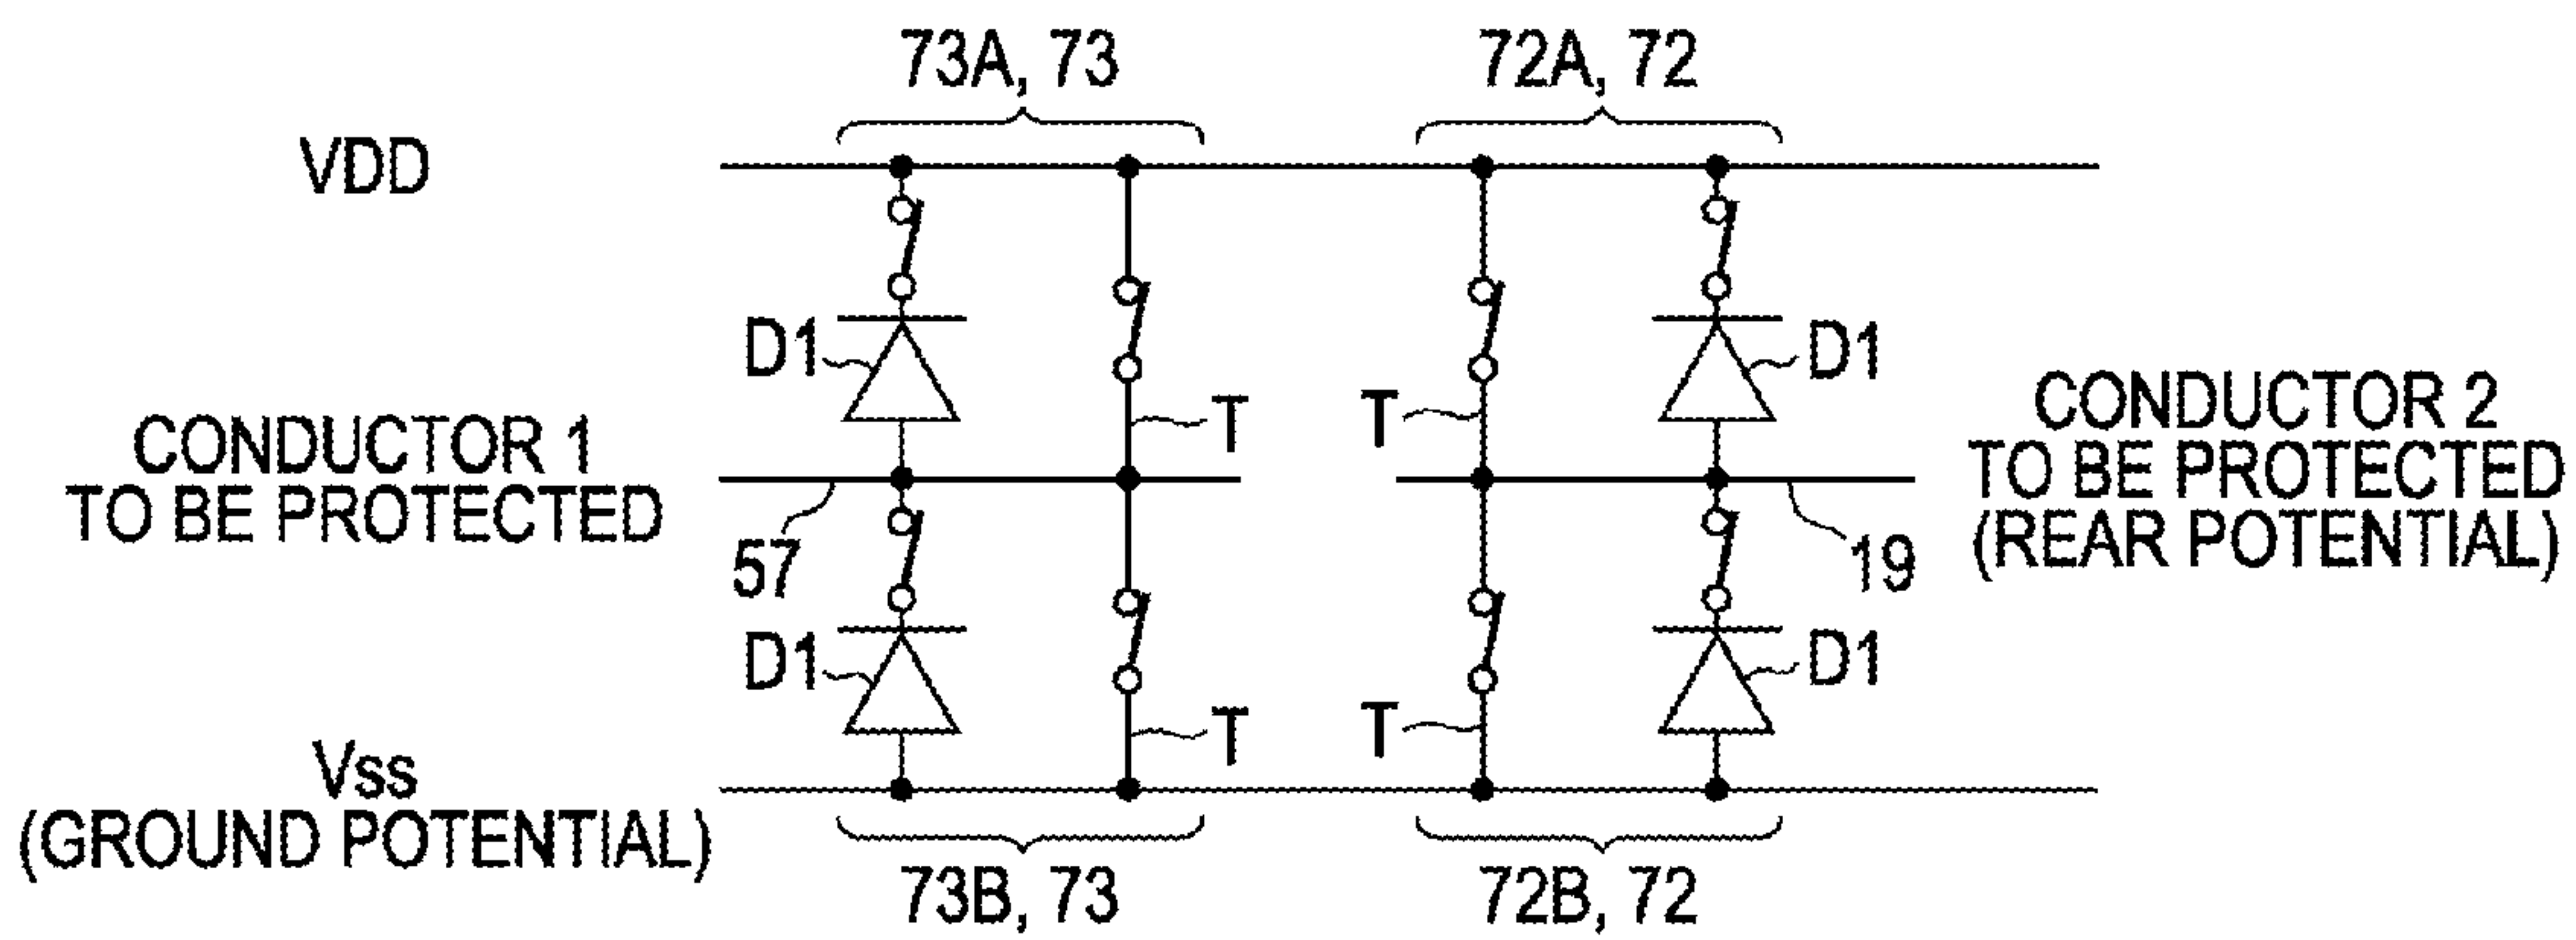 73A, 73
72A, 72
VDD
D1
D1
T
T
CONDUCTOR 1
TO BE PROTECTED
CONDUCTOR 2
TO BE PROTECTED
(REAR POTENTIAL)
57
19
D1
D1
T
T
Vss
(GROUND POTENTIAL)
73B, 73
72B, 72